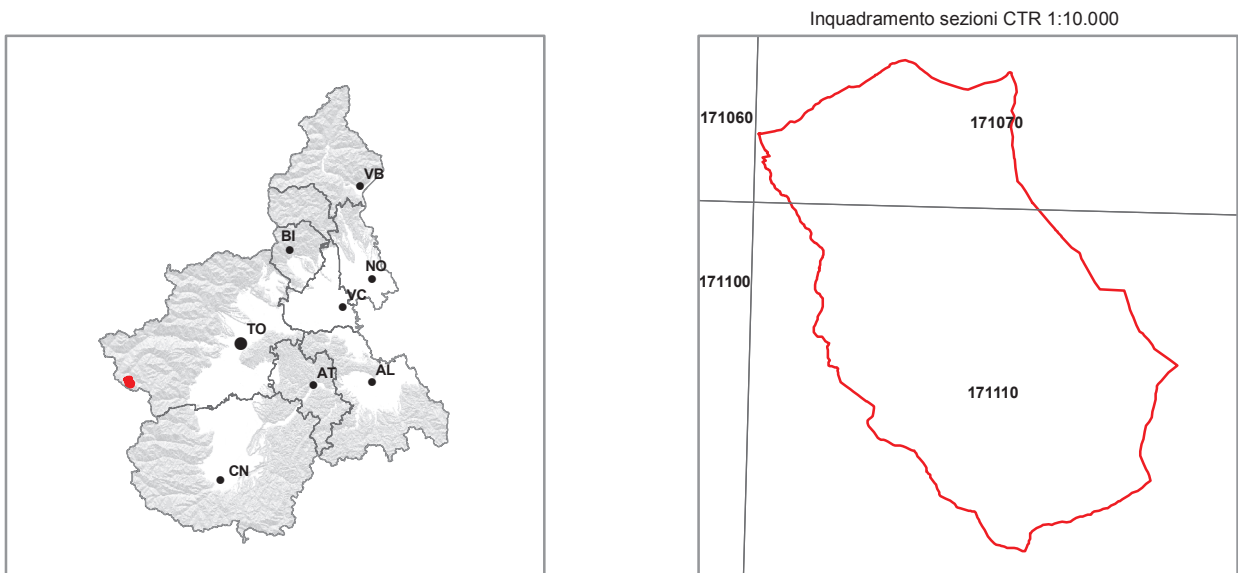 Inquadramento sezioni CTR 1:10.000
VB
BI
NO
VC
TO
AT
AL
CN
171060
171070
171100
171110